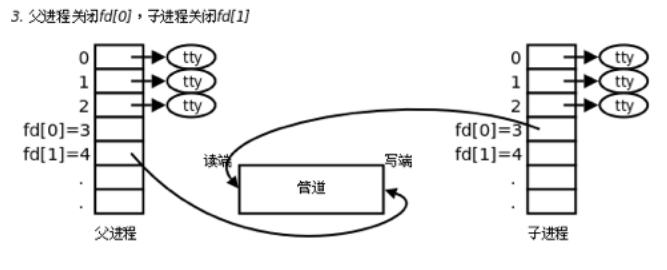 3. 父进程关闭fd[0]，子进程关闭fd[1]
0 tty 0 tty
1 tty 1 tty
2 tty 2 tty
fd[0]=3 fd[0]=3
fd[1]=4 读端 写端 fd[1]=4
. 管道 .
. .
父进程 子进程